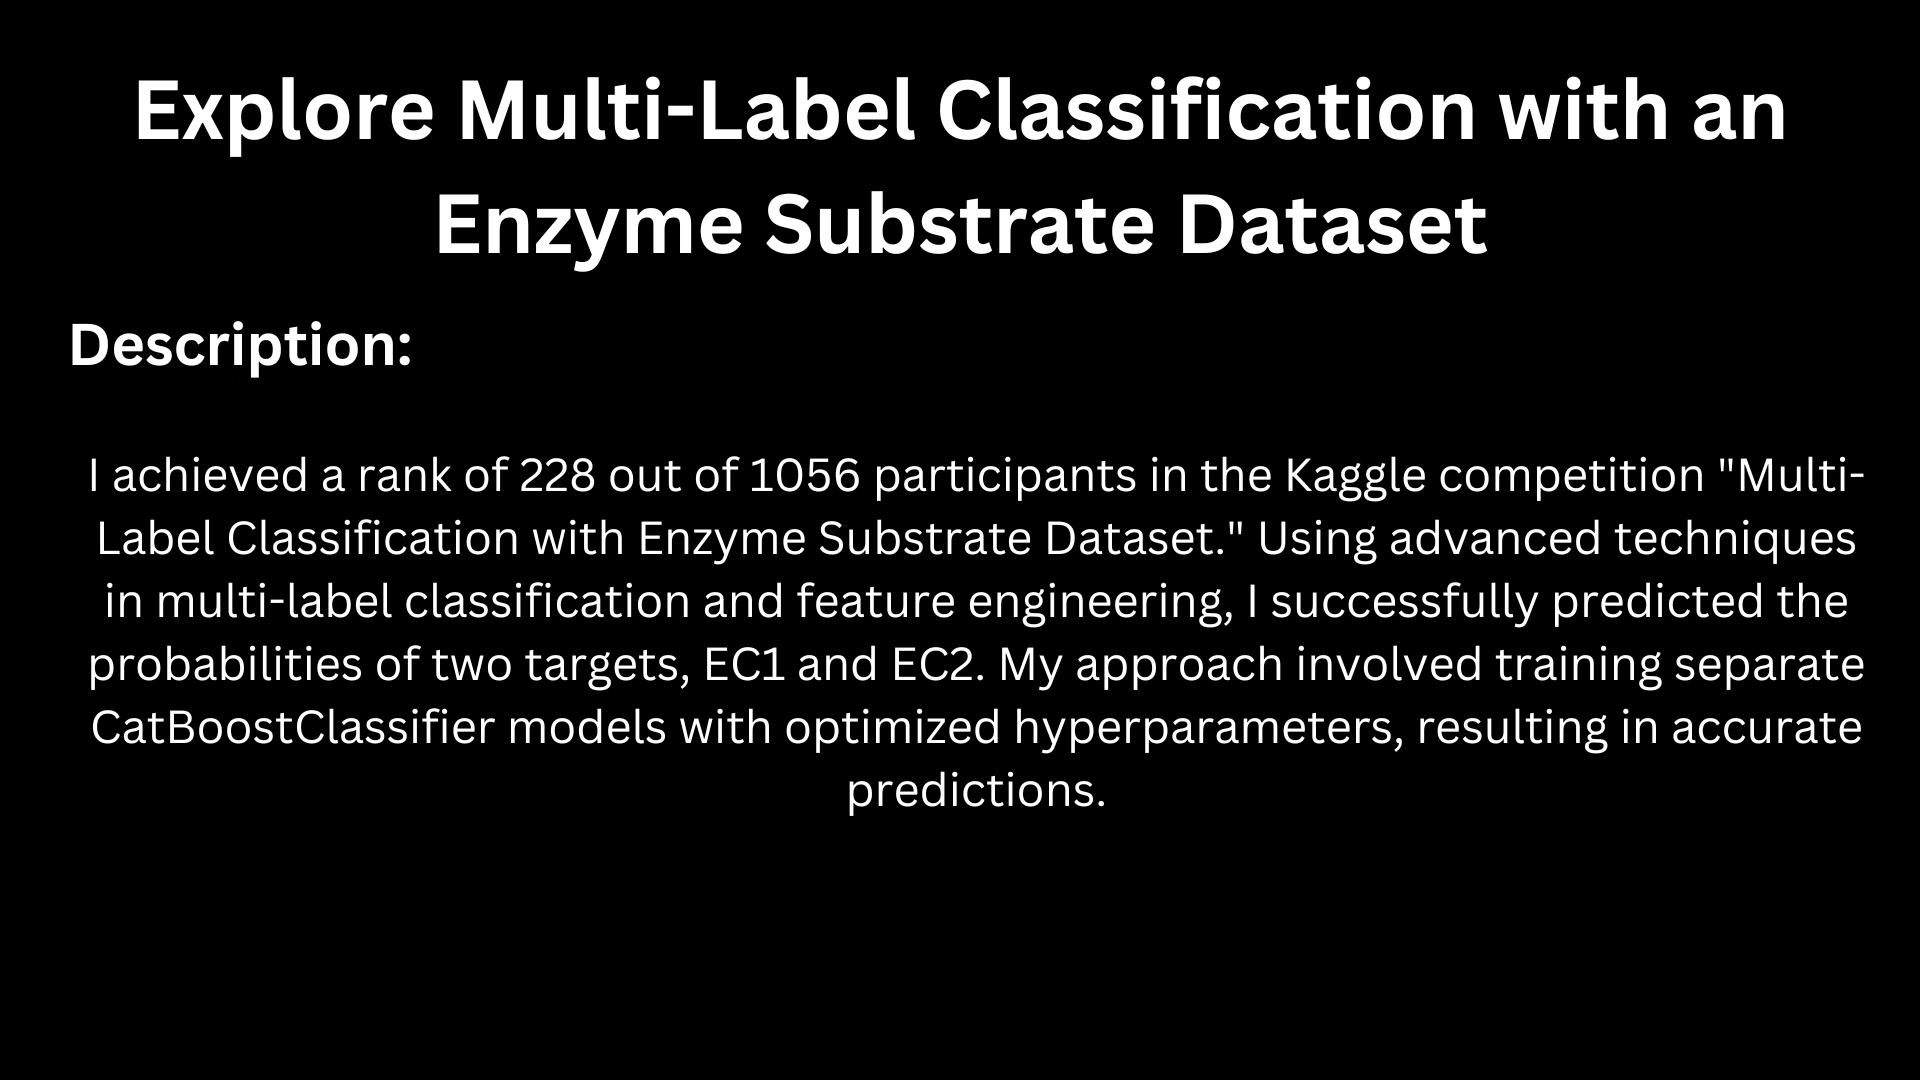 Explore Multi-Label Classification with an
Enzyme Substrate Dataset
Description:
I achieved a rank of 228 out of 1056 participants in the Kaggle competition "Multi-
Label Classification with Enzyme Substrate Dataset." Using advanced techniques
in multi-label classification and feature engineering, I successfully predicted the
probabilities of two targets, EC1 and EC2. My approach involved training separate
CatBoostClassifier models with optimized hyperparameters, resulting in accurate
predictions.